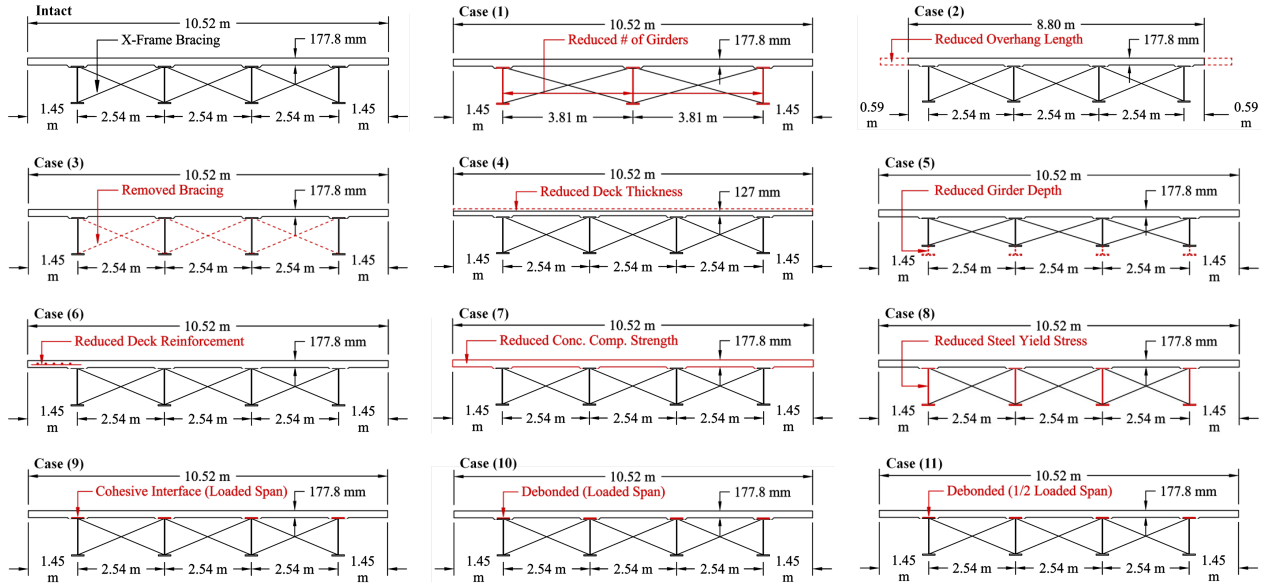 Intact
10.52 m
X-Frame Bracing
177.8 mm
1.45
m
2.54 m
2.54 m
2.54 m
1.45
m
Case (1)
10.52 m
Reduced # of Girders
177.8 mm
1.45
m
3.81 m
3.81 m
1.45
m
Case (2)
8.80 m
Reduced Overhang Length
177.8 mm
0.59
m
2.54 m
2.54 m
2.54 m
0.59
m
Case (3)
10.52 m
Removed Bracing
177.8 mm
1.45
m
2.54 m
2.54 m
2.54 m
1.45
m
Case (4)
10.52 m
Reduced Deck Thickness
127 mm
1.45
m
2.54 m
2.54 m
2.54 m
1.45
m
Case (5)
10.52 m
Reduced Girder Depth
177.8 mm
1.45
m
2.54 m
2.54 m
2.54 m
1.45
m
Case (6)
10.52 m
Reduced Deck Reinforcement
177.8 mm
1.45
m
2.54 m
2.54 m
2.54 m
1.45
m
Case (7)
10.52 m
Reduced Conc. Comp. Strength
177.8 mm
1.45
m
2.54 m
2.54 m
2.54 m
1.45
m
Case (8)
10.52 m
Reduced Steel Yield Stress
177.8 mm
1.45
m
2.54 m
2.54 m
2.54 m
1.45
m
Case (9)
10.52 m
Cohesive Interface (Loaded Span)
177.8 mm
1.45
m
2.54 m
2.54 m
2.54 m
1.45
m
Case (10)
10.52 m
Debonded (Loaded Span)
177.8 mm
1.45
m
2.54 m
2.54 m
2.54 m
1.45
m
Case (11)
10.52 m
Debonded (1/2 Loaded Span)
177.8 mm
1.45
m
2.54 m
2.54 m
2.54 m
1.45
m